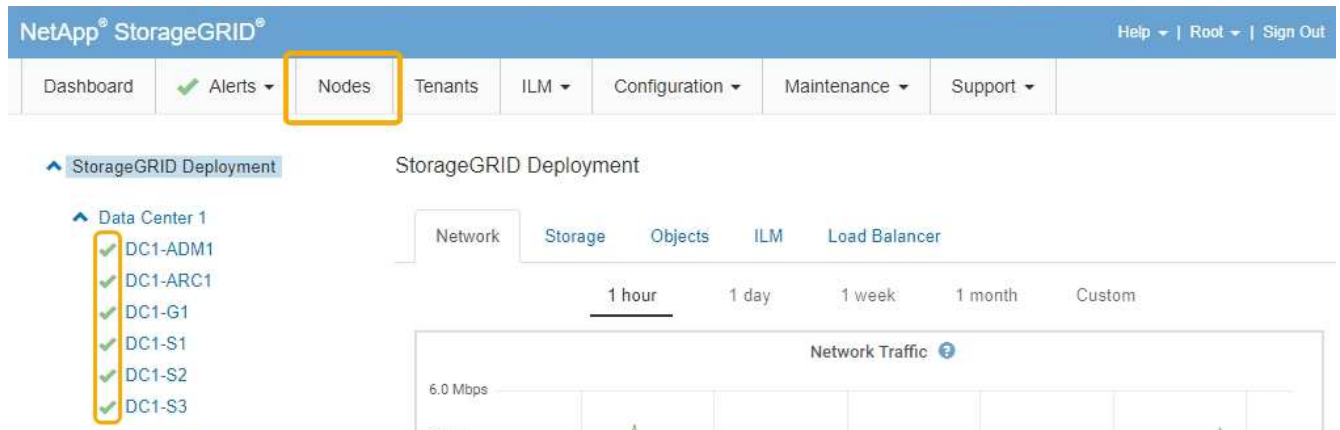 NetApp® StorageGRID®
Help | Root | Sign Out
Dashboard Alerts Nodes Tenants ILM Configuration Maintenance Support
StorageGRID Deployment
StorageGRID Deployment
Data Center 1
DC1-ADM1
DC1-ARC1
DC1-G1
DC1-S1
DC1-S2
DC1-S3
Network Storage Objects ILM Load Balancer
1 hour 1 day 1 week 1 month Custom
Network Traffic ?
6.0 Mbps